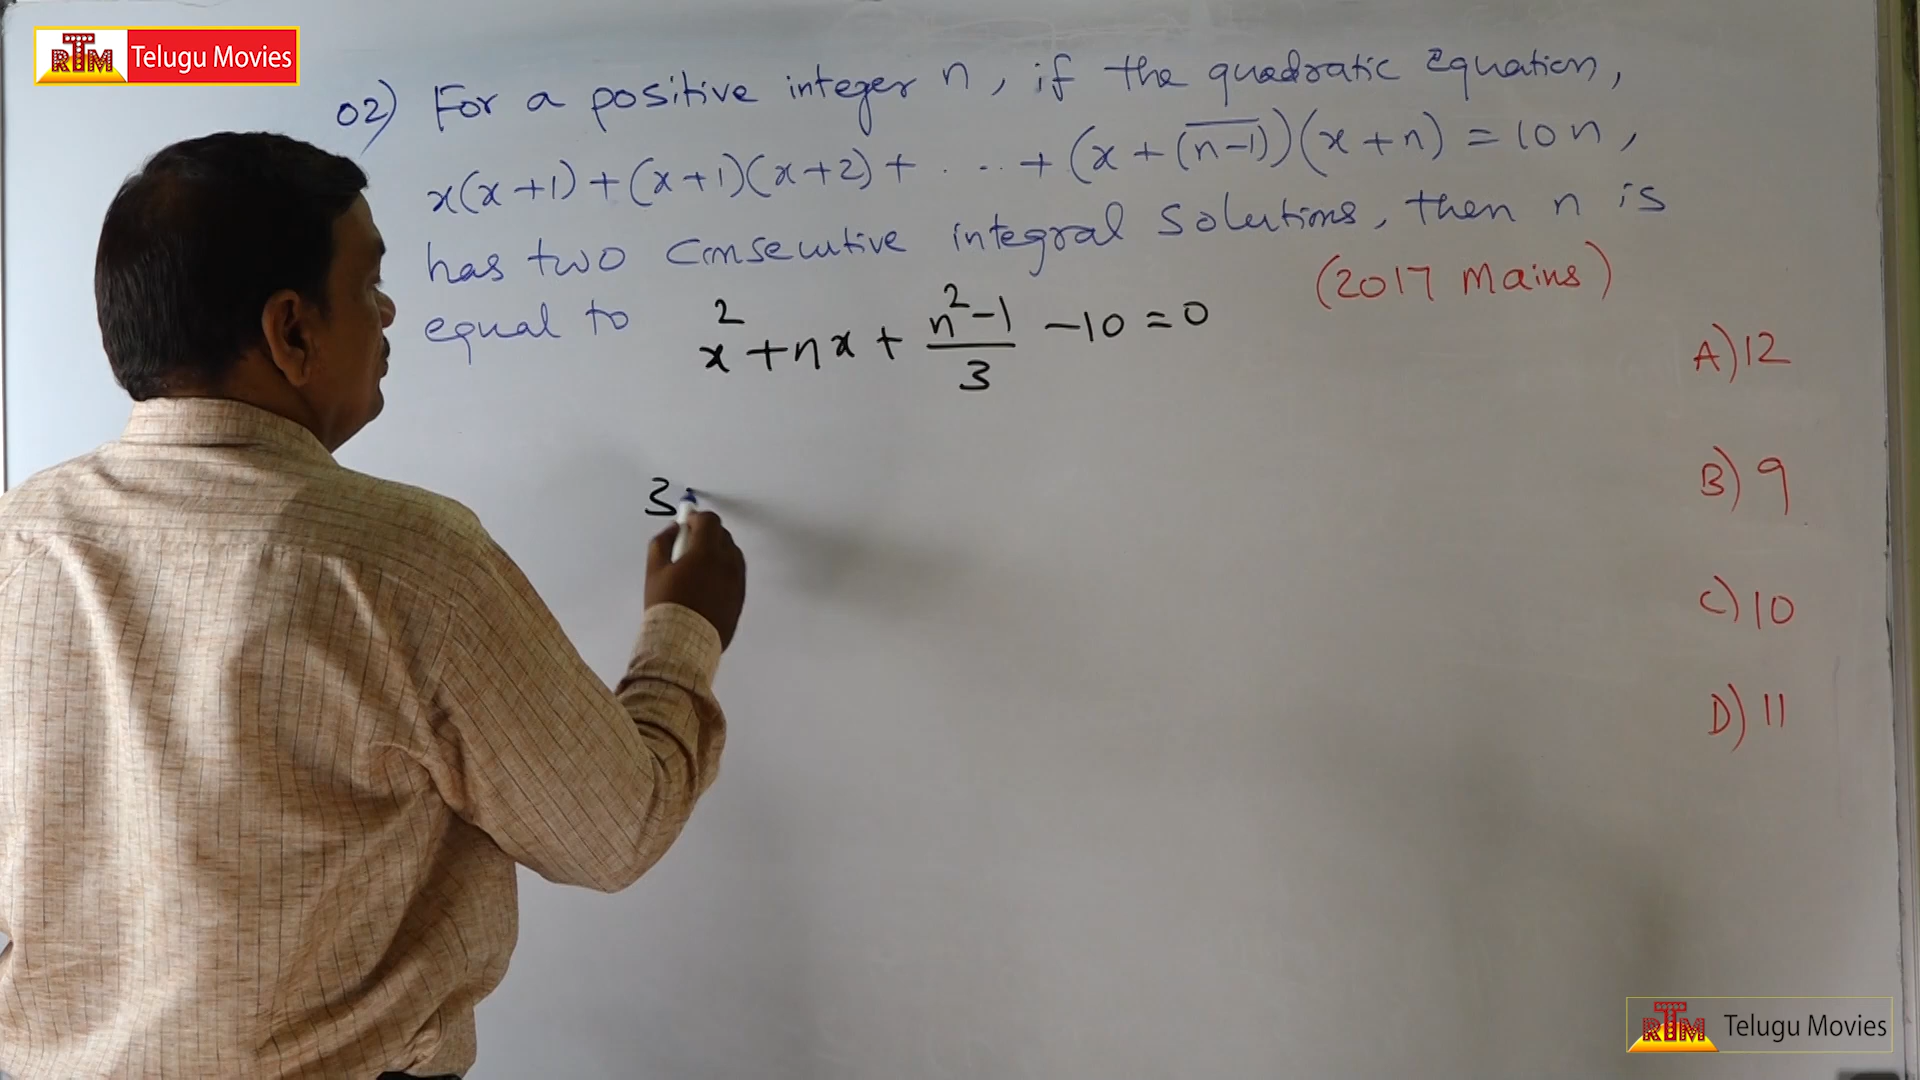 RTM Telugu Movies
02) For a positive integer n, if the quadratic Equation,
x(x+1)+(x+1)(x+2)+ . . . +(x+(n-1))(x+n) = 10n,
has two consecutive integral solutions, then n is
equal to
(2017 Mains)
x²+nx+(n²-1)/3 -10=0
3
A) 12
B) 9
C) 10
D) 11
RTM Telugu Movies